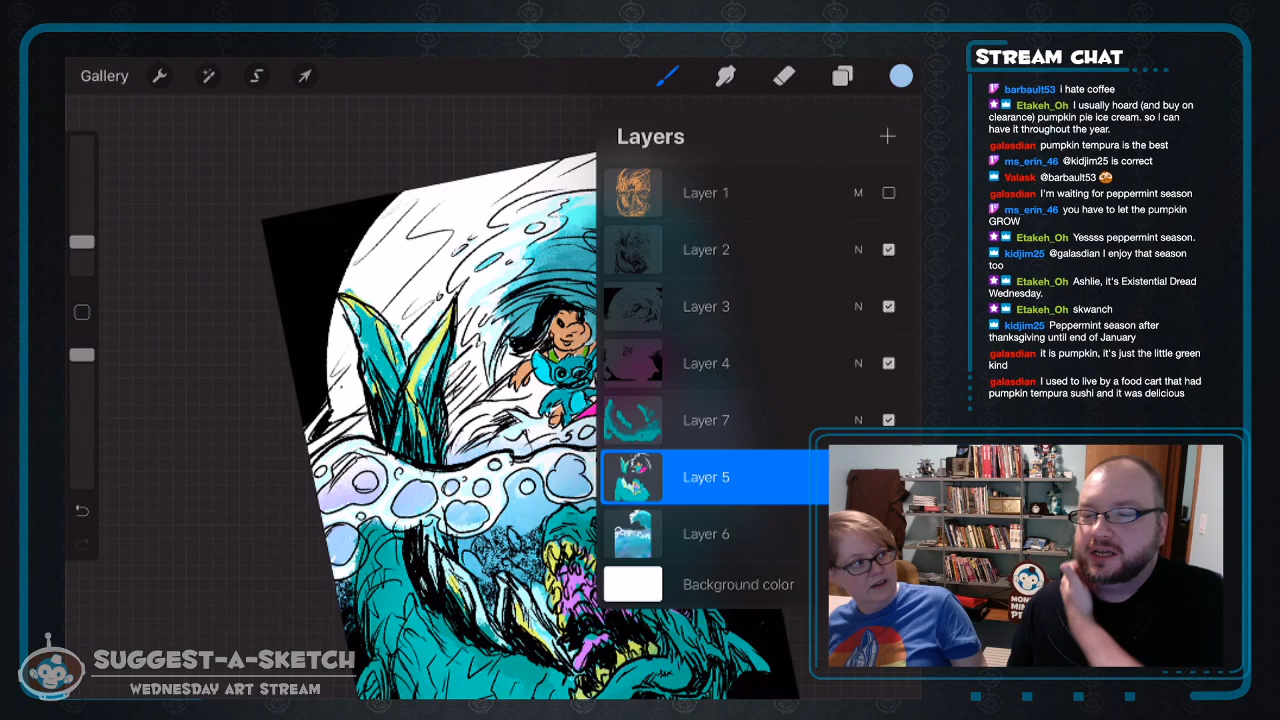 Gallery
Layers
Layer 1 M
Layer 2 N
Layer 3 N
Layer 4 N
Layer 7 N
Layer 5
Layer 6
Background color
STREAM CHAT
barbault53 i hate coffee
Etakeh_Oh I usually hoard (and buy on
clearance) pumpkin pie ice cream. so I can
have it throughout the year.
galasdian pumpkin tempura is the best
ms_erin_46 @kidjim25 is correct
Valask @barbault53
galasdian I'm waiting for peppermint season
ms_erin_46 you have to let the pumpkin
GROW
Etakeh_Oh Yessss peppermint season.
kidjim25 @galasdian I enjoy that season
too
Etakeh_Oh Ashlie, it's Existential Dread
Wednesday.
Etakeh_Oh skwanch
kidjim25 Peppermint season after
thanksgiving until end of January
galasdian it is pumpkin, it's just the little green
kind
galasdian I used to live by a food cart that had
pumpkin tempura sushi and it was delicious
SUGGEST-A-SKETCH
WEDNESDAY ART STREAM